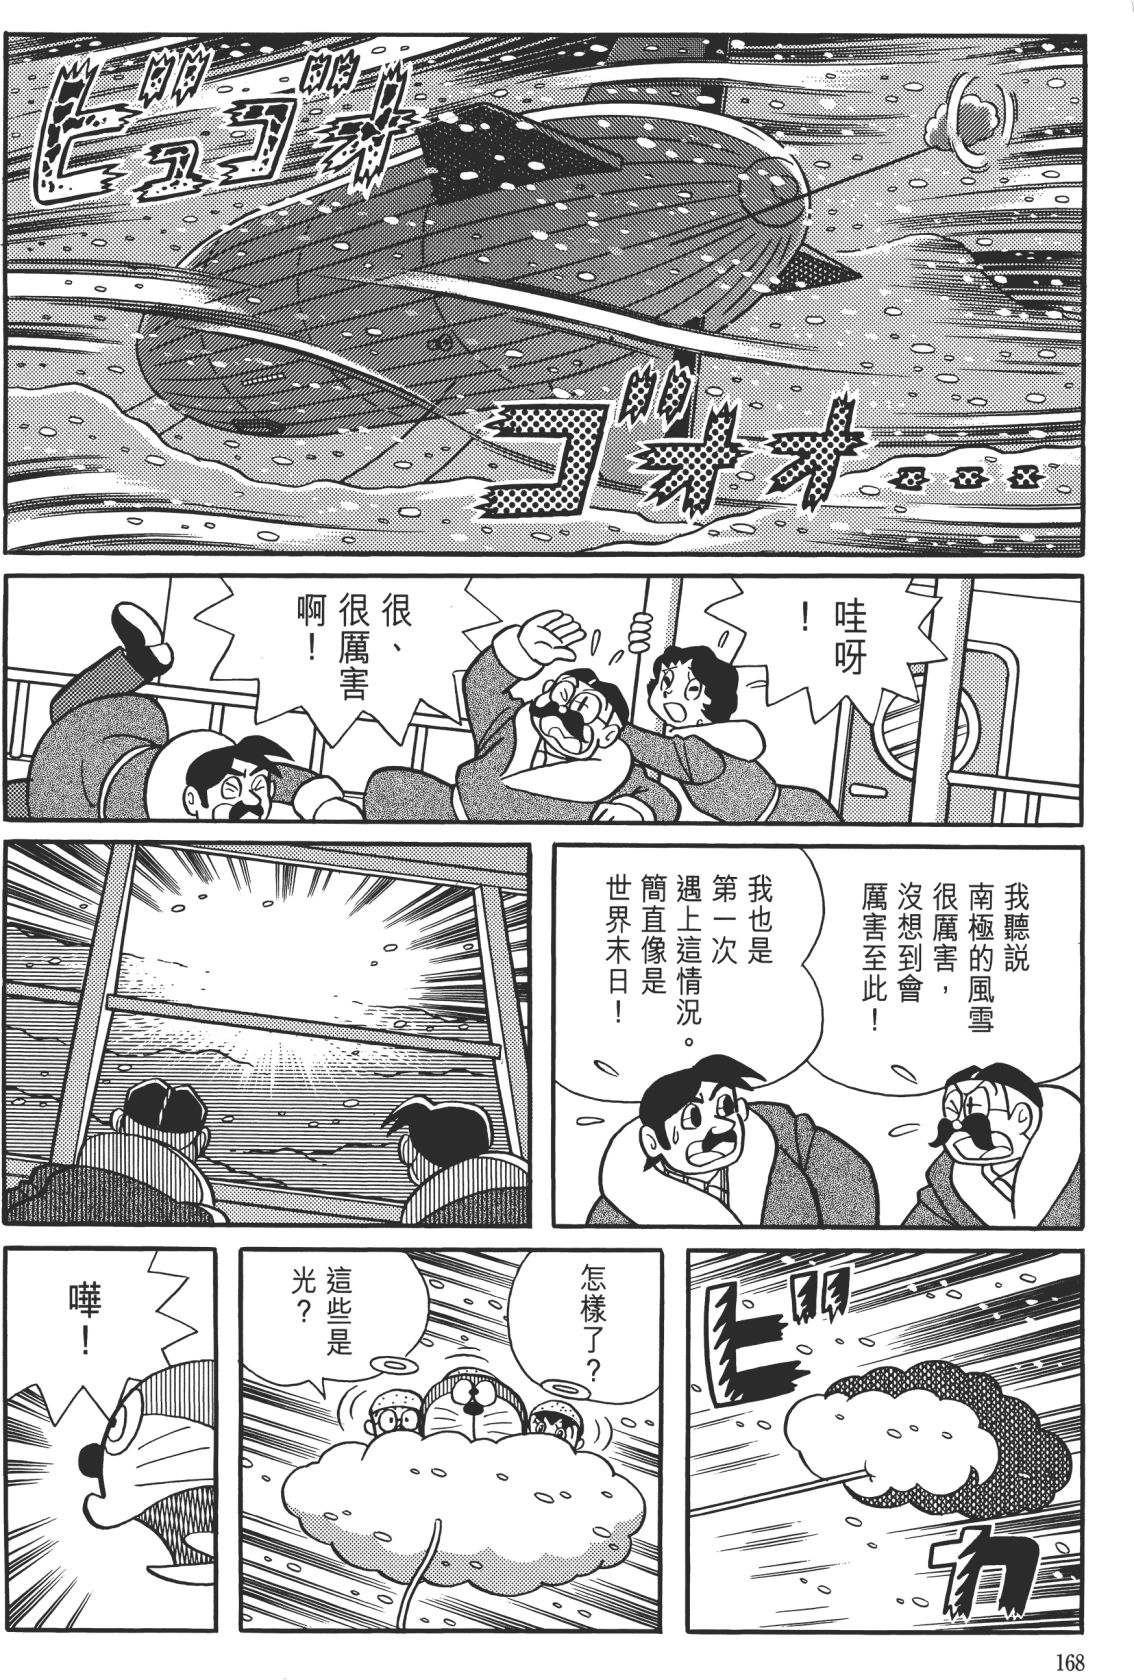 ビュゴオ
ゴオオ・・・
哇呀
！
很、
很厲害
啊！
我聽說
南極的風雪
很厲害，
沒想到會
厲害至此！
我也是
第一次
遇上這情況。
簡直像是
世界末日！
ピカ
怎樣了？
這些是
光？
嘩！
168